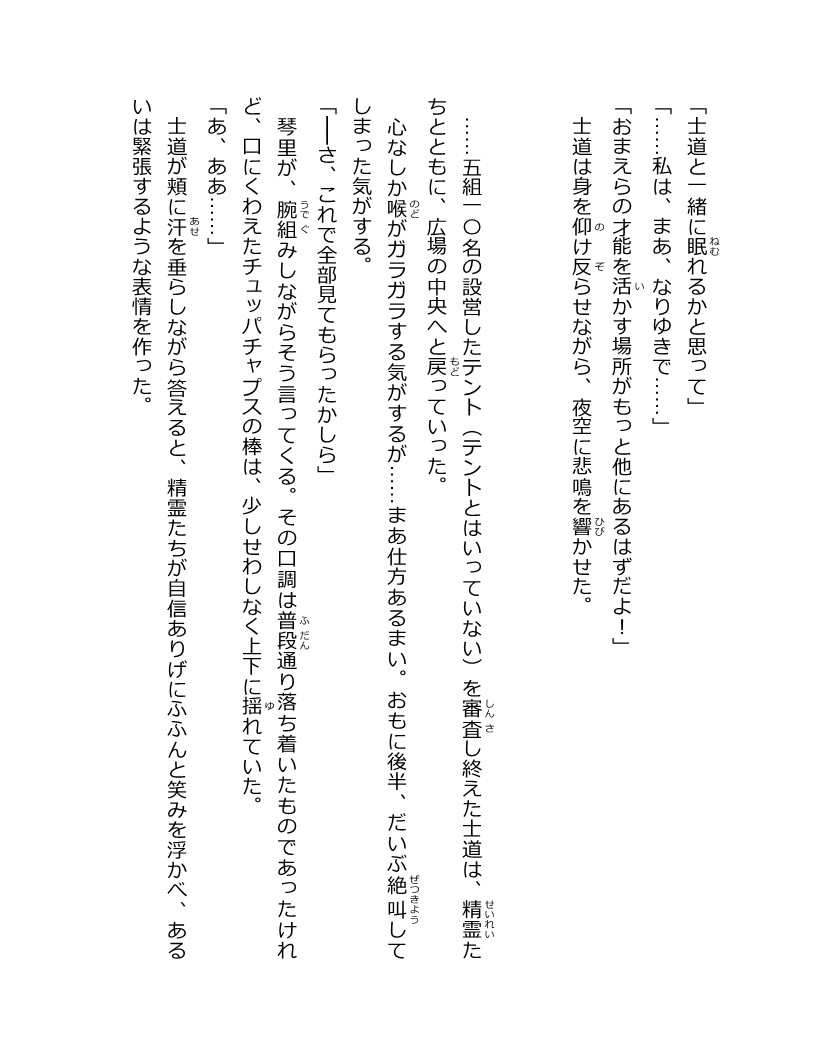 「士道と一緒に眠れるかと思って」
「……私は、まあ、なりゆきで……」
「おまえらの才能を活かす場所がもっと他にあるはずだよ！」
士道は身を仰け反らせながら、夜空に悲鳴を響かせた。
……五組一〇名の設営したテント（テントとはいっていない）を審査し終えた士道は、精霊た
ちとともに、広場の中央へと戻っていった。
心なしか喉がガラガラする気がするが……まあ仕方あるまい。おもに後半、だいぶ絶叫して
しまった気がする。
「――さ、これで全部見てもらったかしら」
琴里が、腕組みしながらそう言ってくる。その口調は普段通り落ち着いたものであったけれ
ど、口にくわえたチュッパチャプスの棒は、少しせわしなく上下に揺れていた。
「あ、ああ……」
士道が頬に汗を垂らしながら答えると、精霊たちが自信ありげにふふんと笑みを浮かべ、ある
いは緊張するような表情を作った。